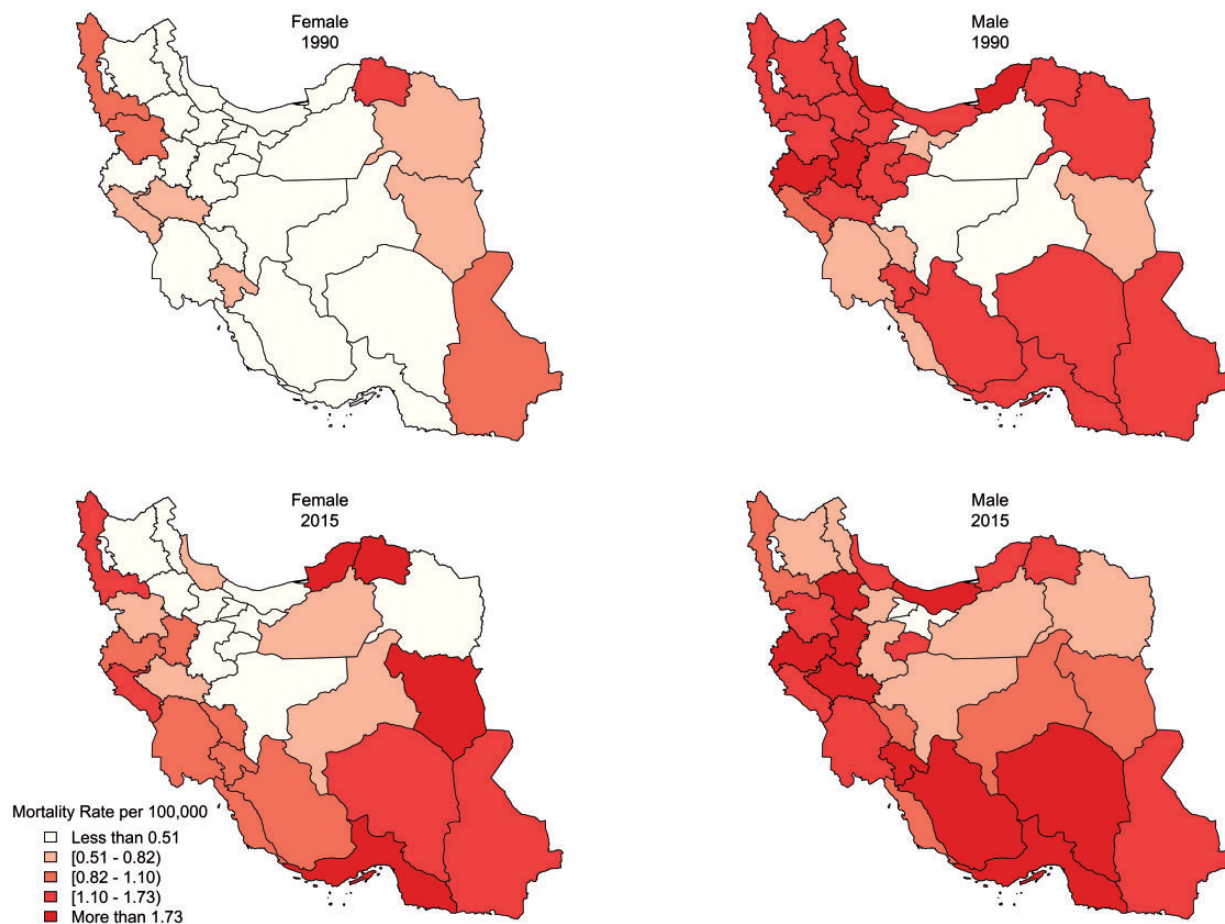 Female
1990
Male
1990
Female
2015
Male
2015
Mortality Rate per 100,000
Less than 0.51
[0.51 - 0.82)
[0.82 - 1.10)
[1.10 - 1.73)
More than 1.73